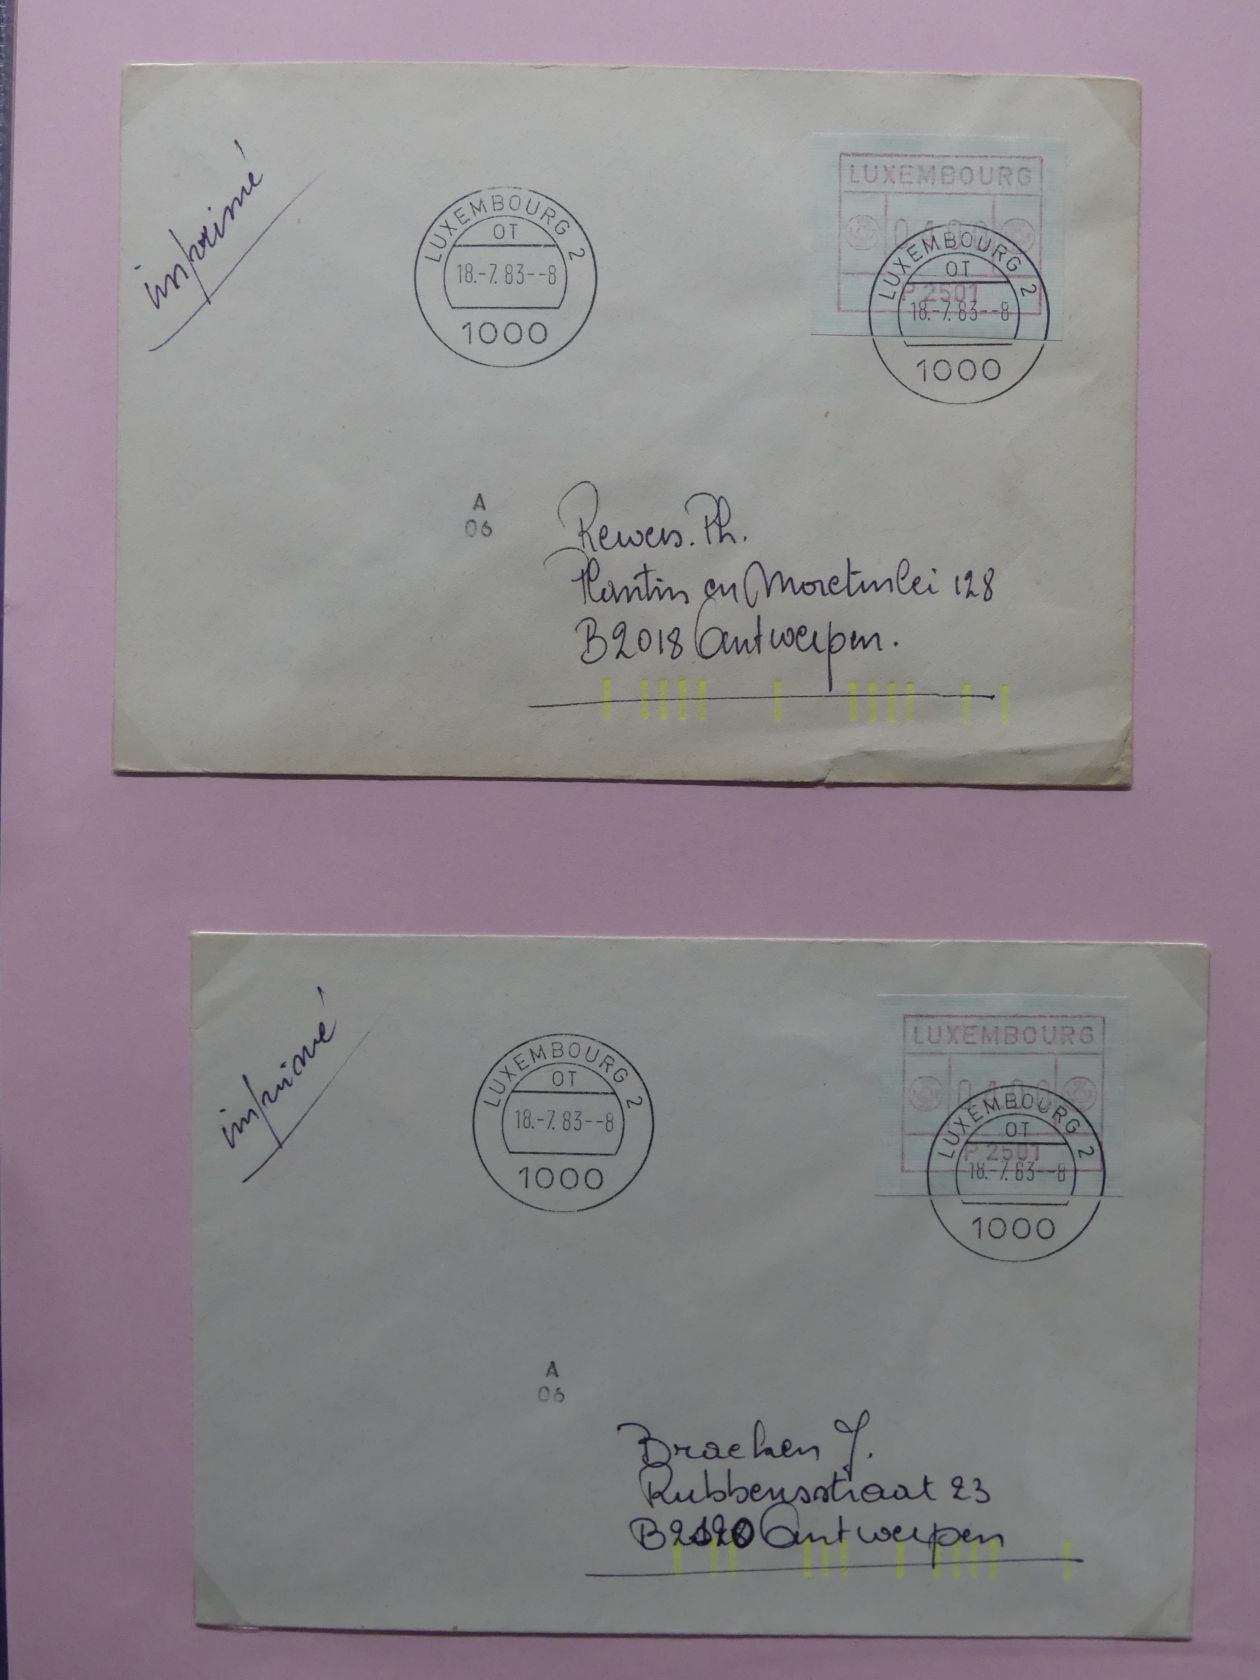 imprimé
LUXEMBOURG 2
OT
18.-7.83--8
1000
LUXEMBOURG
P.2501
LUXEMBOURG 2
OT
18.-7.83--8
1000
A
06
Plantin en Moretuslei 128
B2018 Antwerpen.
imprimé
LUXEMBOURG 2
OT
18.-7.83--8
1000
LUXEMBOURG
P.2501
LUXEMBOURG 2
OT
18.-7.83--8
1000
A
06
Bracken J.
Rubbensstraat 23
Antwerpen